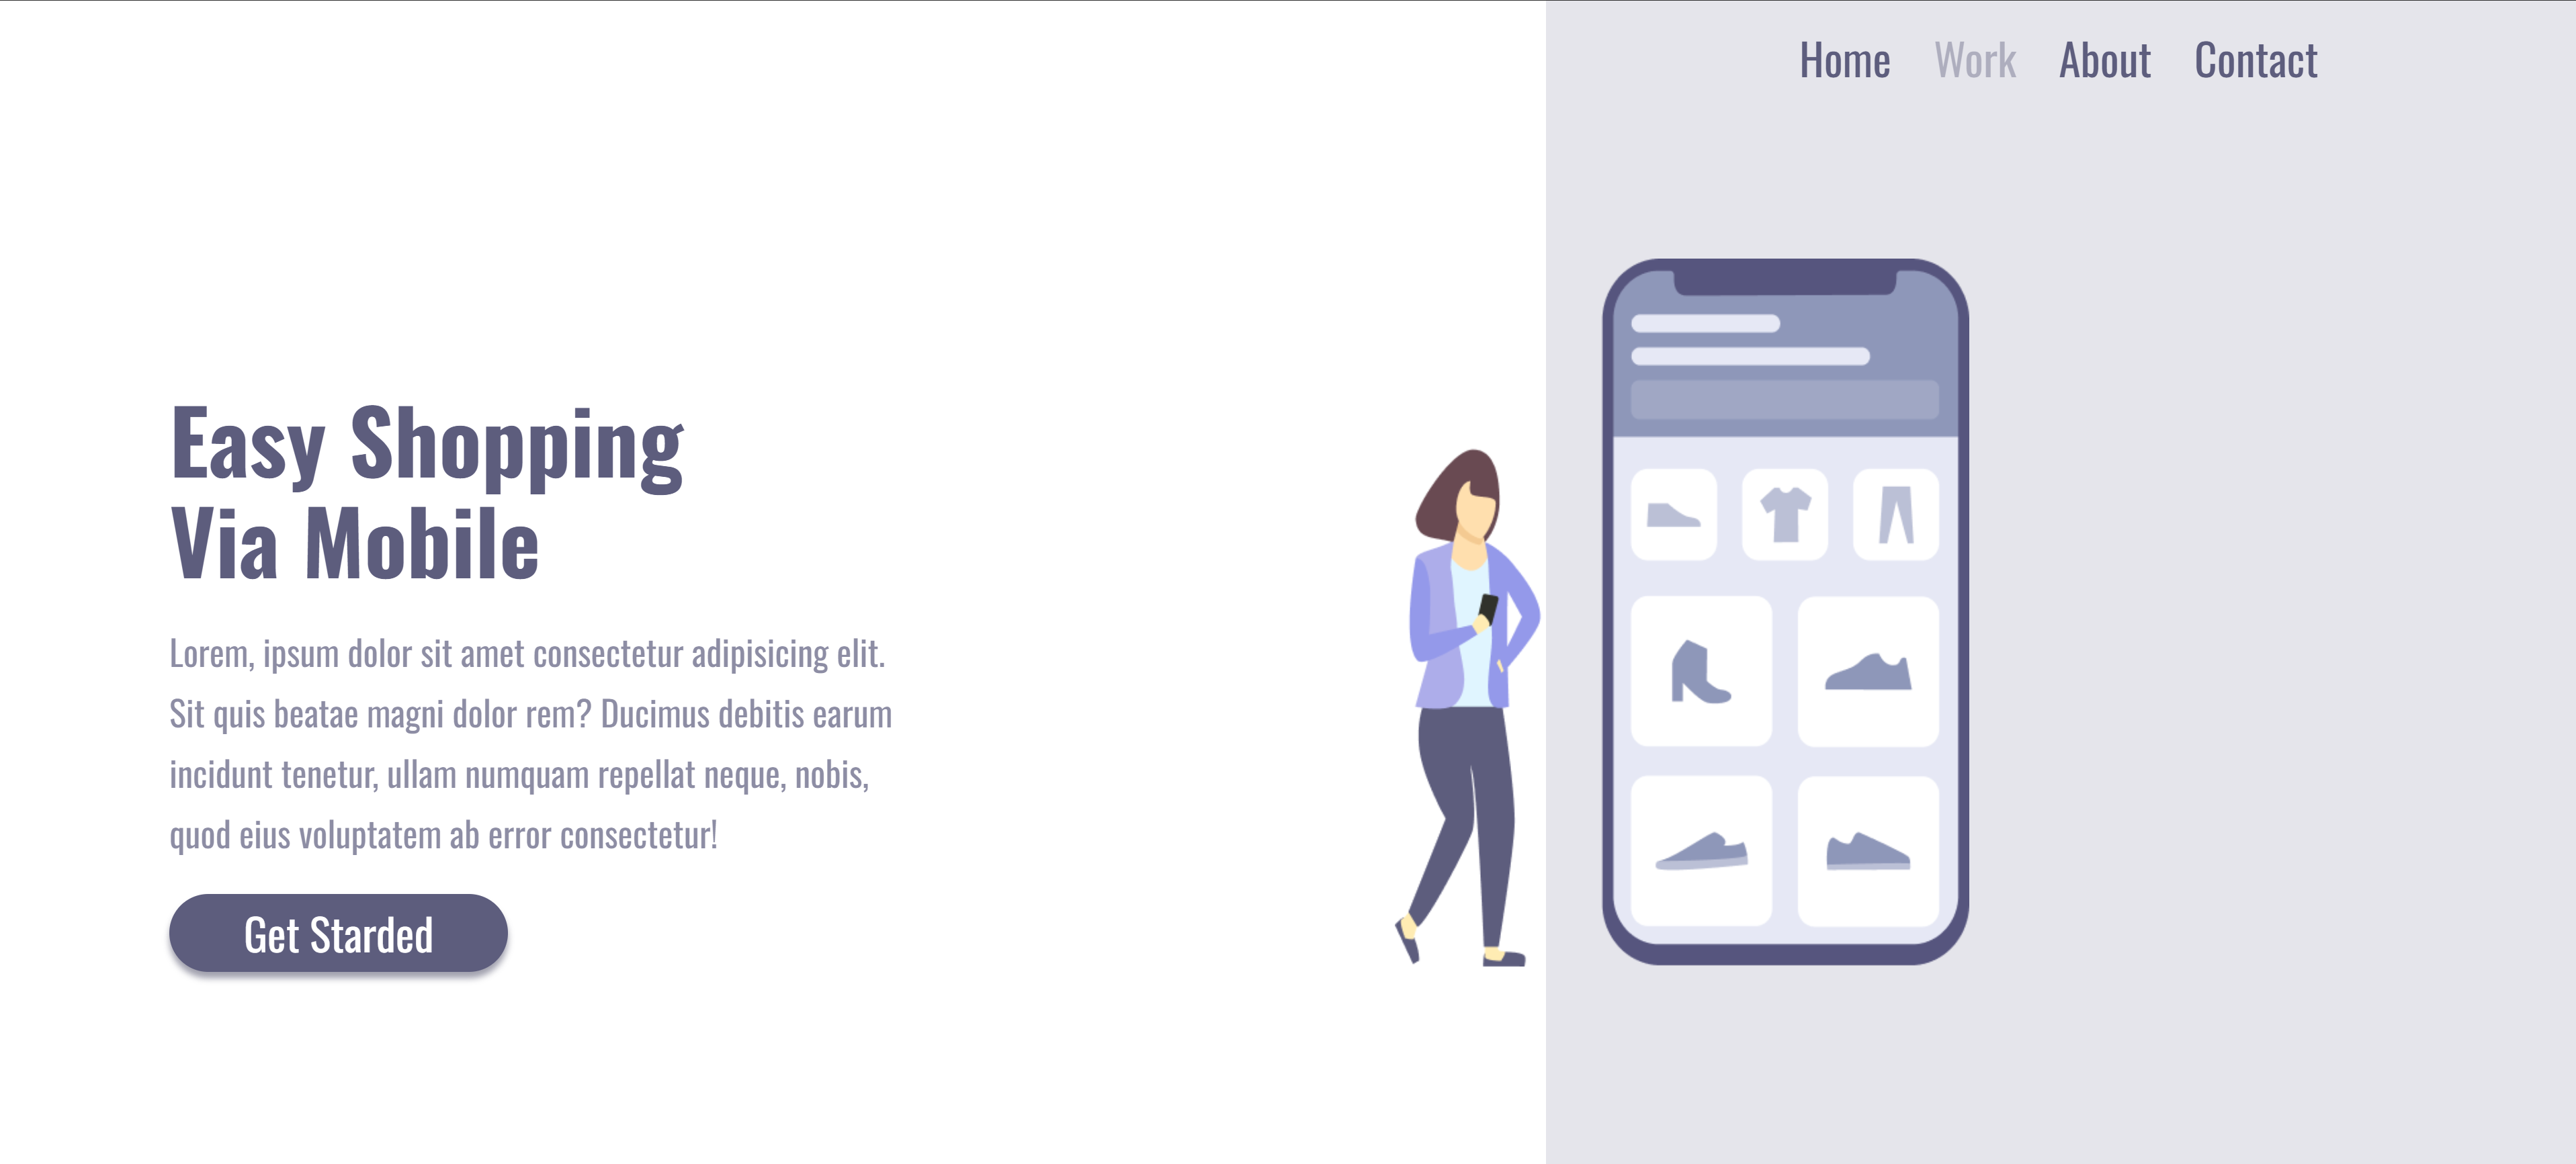 Home Work About Contact
Easy Shopping
Via Mobile
Lorem, ipsum dolor sit amet consectetur adipisicing elit.
Sit quis beatae magni dolor rem? Ducimus debitis earum
incidunt tenetur, ullam numquam repellat neque, nobis,
quod eius voluptatem ab error consectetur!
Get Starded